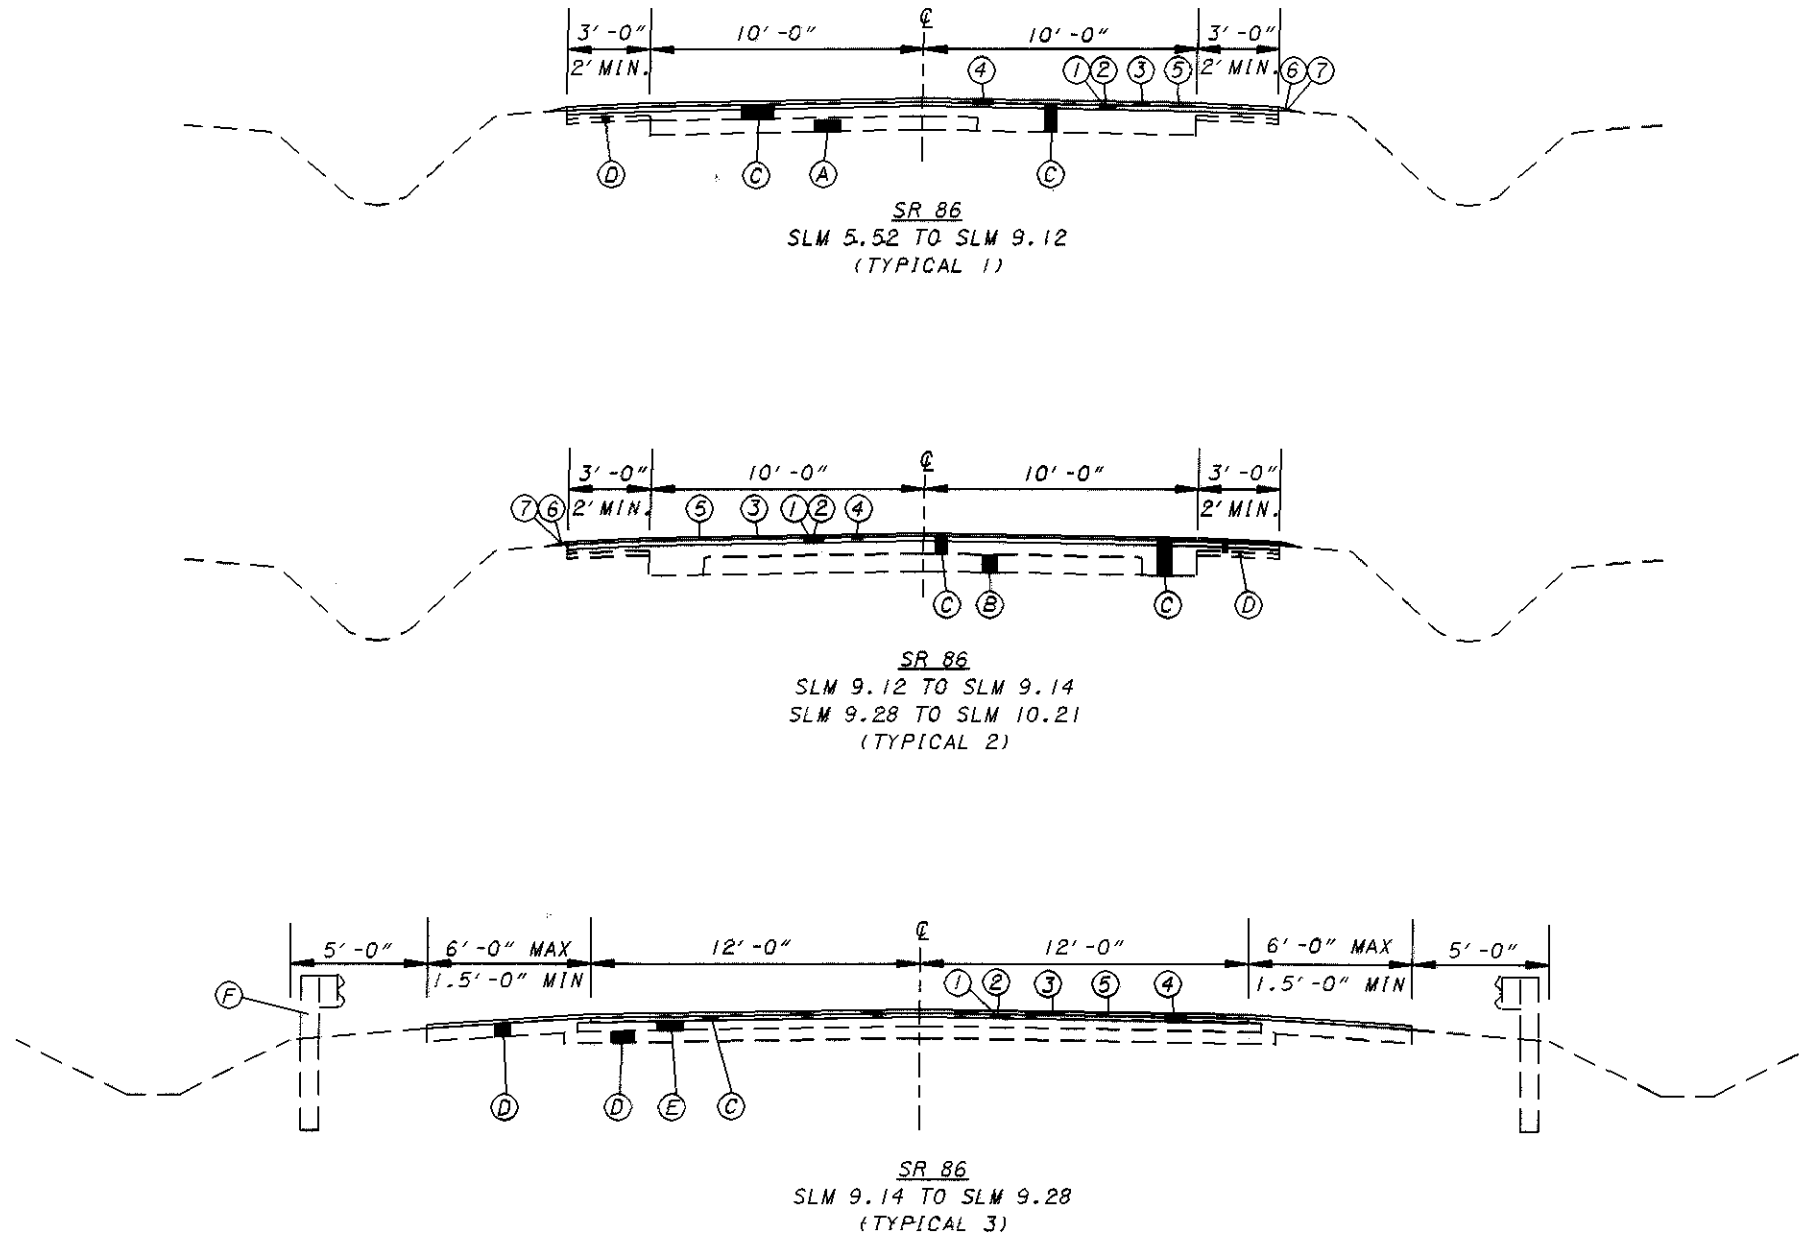 ℄
3'-0" 10'-0" 10'-0" 3'-0"
2' MIN. 4 1 2 3 5 2' MIN. 6 7
D C A C
SR 86
SLM 5.52 TO SLM 9.12
(TYPICAL 1)
℄
3'-0" 10'-0" 10'-0" 3'-0"
7 6 2' MIN. 5 3 1 2 4 2' MIN.
C B C D
SR 86
SLM 9.12 TO SLM 9.14
SLM 9.28 TO SLM 10.21
(TYPICAL 2)
℄
5'-0" 6'-0" MAX 12'-0" 12'-0" 6'-0" MAX 5'-0"
F 1.5'-0" MIN 1 2 3 5 4 1.5'-0" MIN
D D E C
SR 86
SLM 9.14 TO SLM 9.28
(TYPICAL 3)